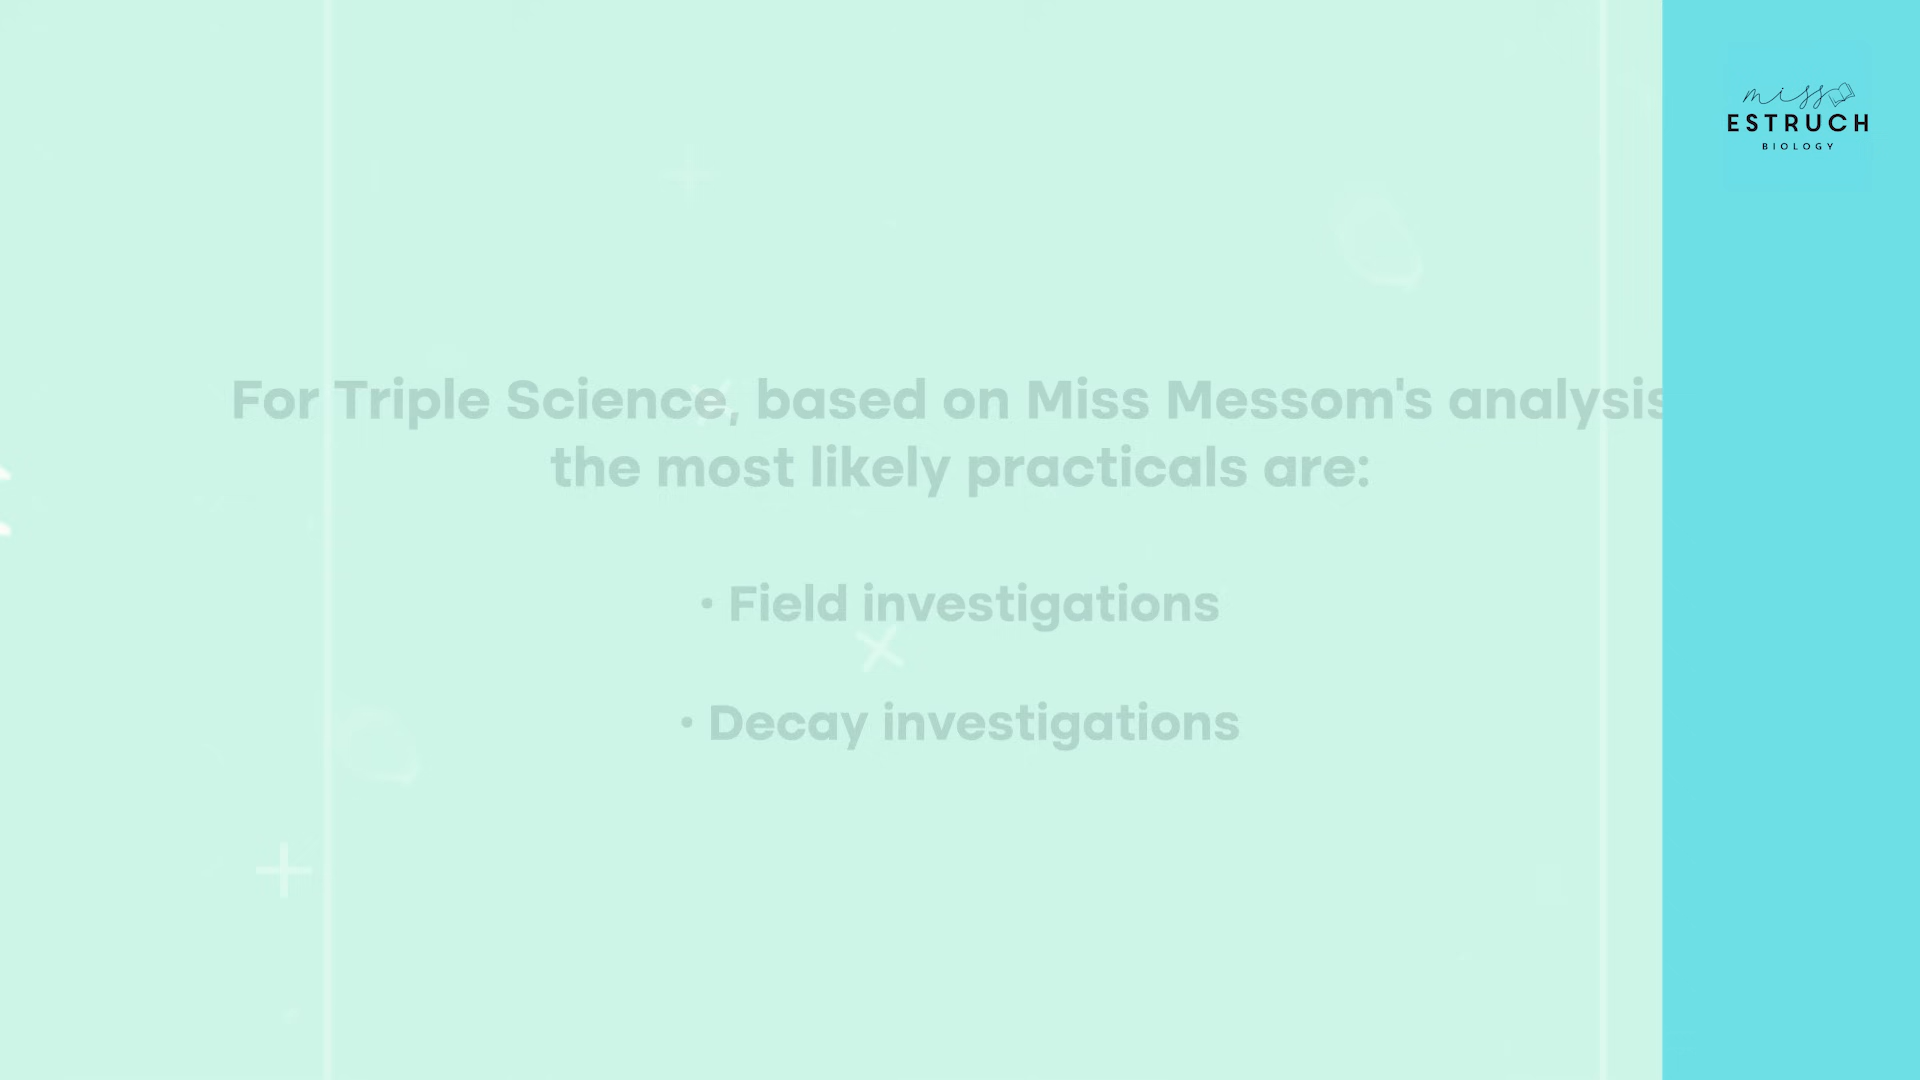 miss
ESTRUCH
BIOLOGY
For Triple Science, based on Miss Messom's analysis
the most likely practicals are:
• Field investigations
• Decay investigations